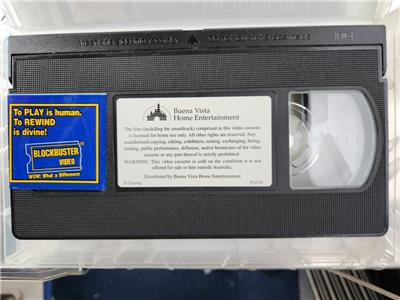 To PLAY is human.
To REWIND
is divine!
BLOCKBUSTER
VIDEO
WOW! What a Difference
Buena Vista
Home Entertainment
The film (including the soundtrack) comprised in this video cassette
is licensed for home use only. All other rights are reserved. Any
unauthorised copying, editing, exhibition, renting, exchanging, hiring,
lending, public performance, diffusion, and/or broadcasts of the video
cassette or any part thereof is strictly prohibited.
WARNING: This video cassette is sold on the condition it is not
offered for sale or hire outside Australia.
Distributed by Buena Vista Home Entertainment
© Disney